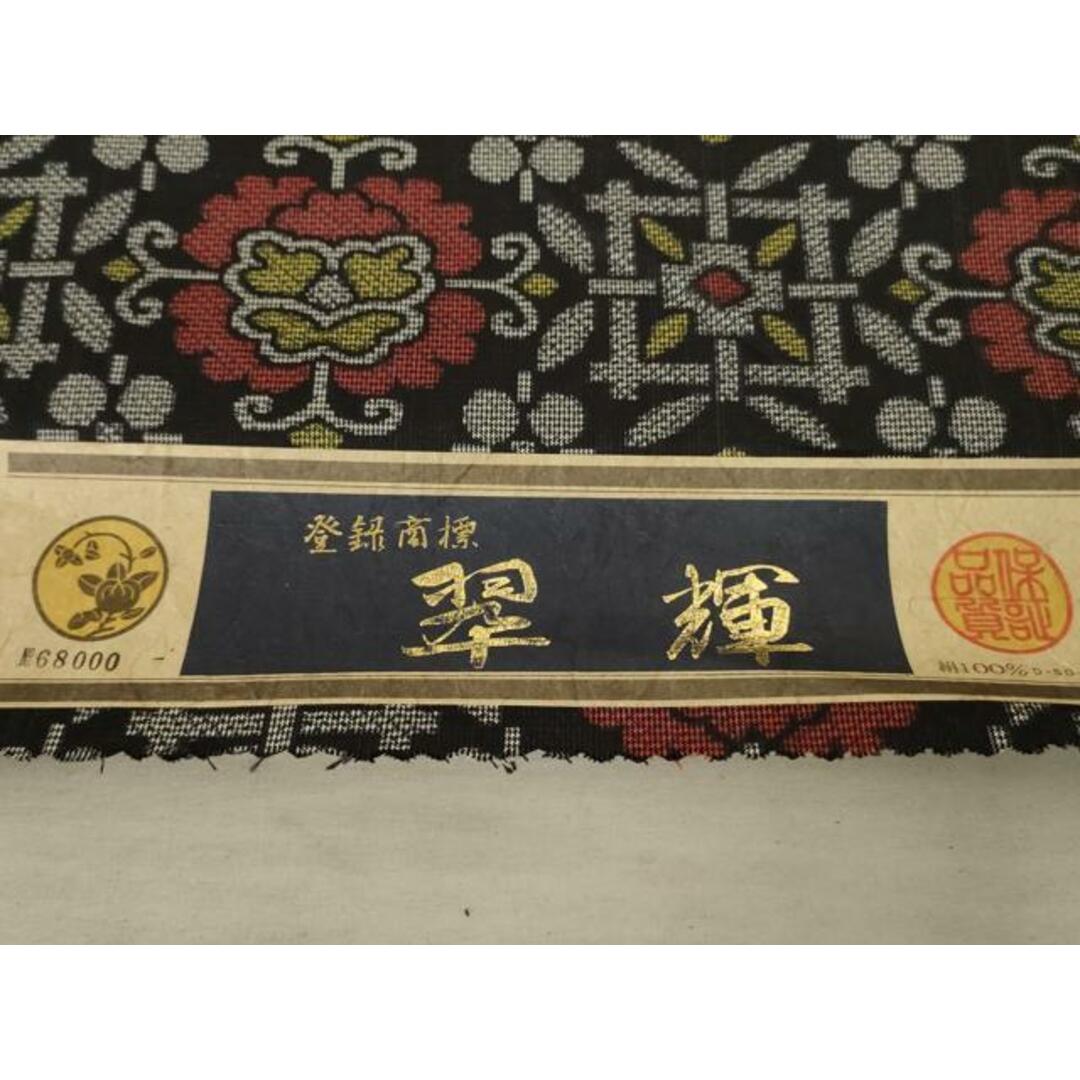 登録商標
翠輝
68000
保証
品質
絹100%